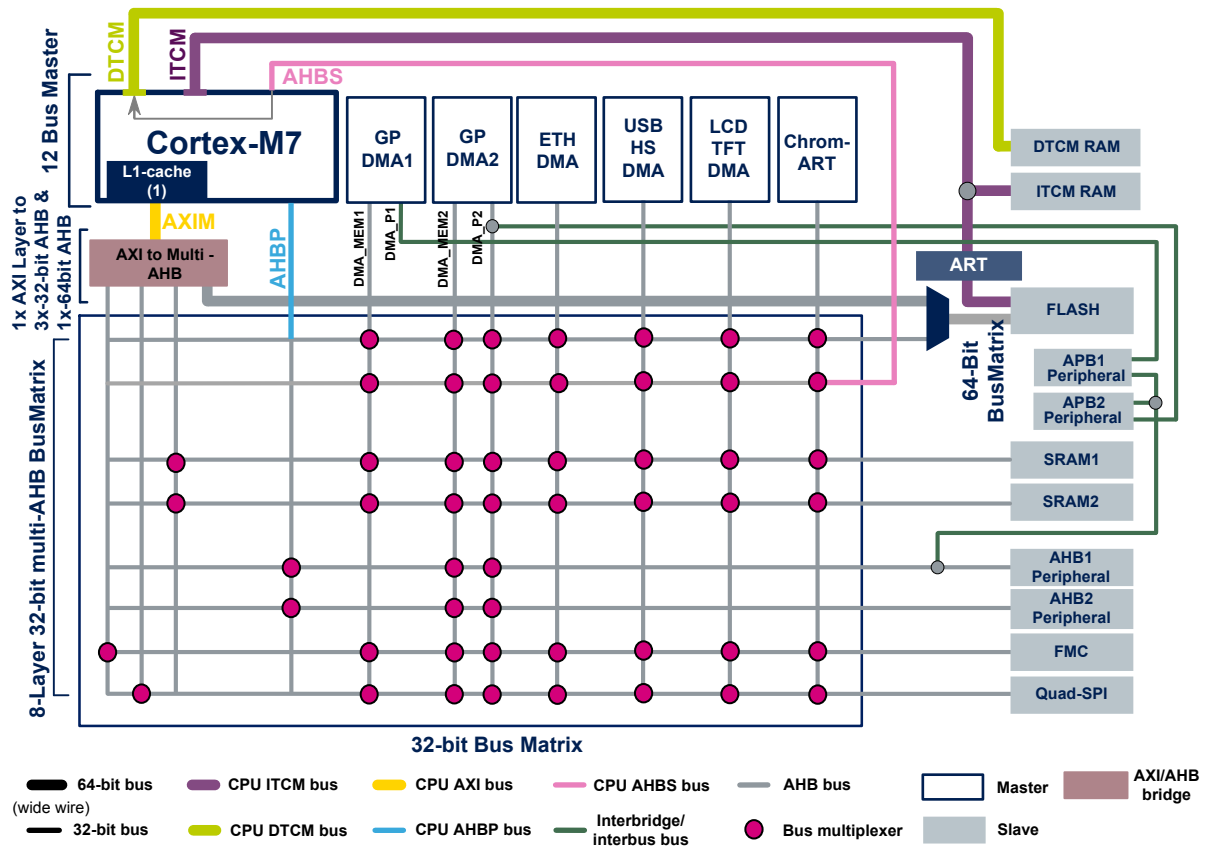 DTCM
ITCM
AHBS
12 Bus Master
Cortex-M7
L1-cache
(1)
GP
DMA1
GP
DMA2
ETH
DMA
USB
HS
DMA
LCD
TFT
DMA
Chrom-
ART
DTCM RAM
ITCM RAM
1x AXI Layer to
3x-32-bit AHB &
1x-64bit AHB
AXIM
AXI to Multi -
AHB
AHBP
DMA_MEM1
DMA_P1
DMA_MEM2
DMA_P2
ART
FLASH
64-Bit
BusMatrix
APB1
Peripheral
APB2
Peripheral
8-Layer 32-bit multi-AHB BusMatrix
SRAM1
SRAM2
AHB1
Peripheral
AHB2
Peripheral
FMC
Quad-SPI
32-bit Bus Matrix
64-bit bus
(wide wire)
32-bit bus
CPU ITCM bus
CPU DTCM bus
CPU AXI bus
CPU AHBP bus
CPU AHBS bus
Interbridge/
interbus bus
AHB bus
Bus multiplexer
Master
Slave
AXI/AHB
bridge